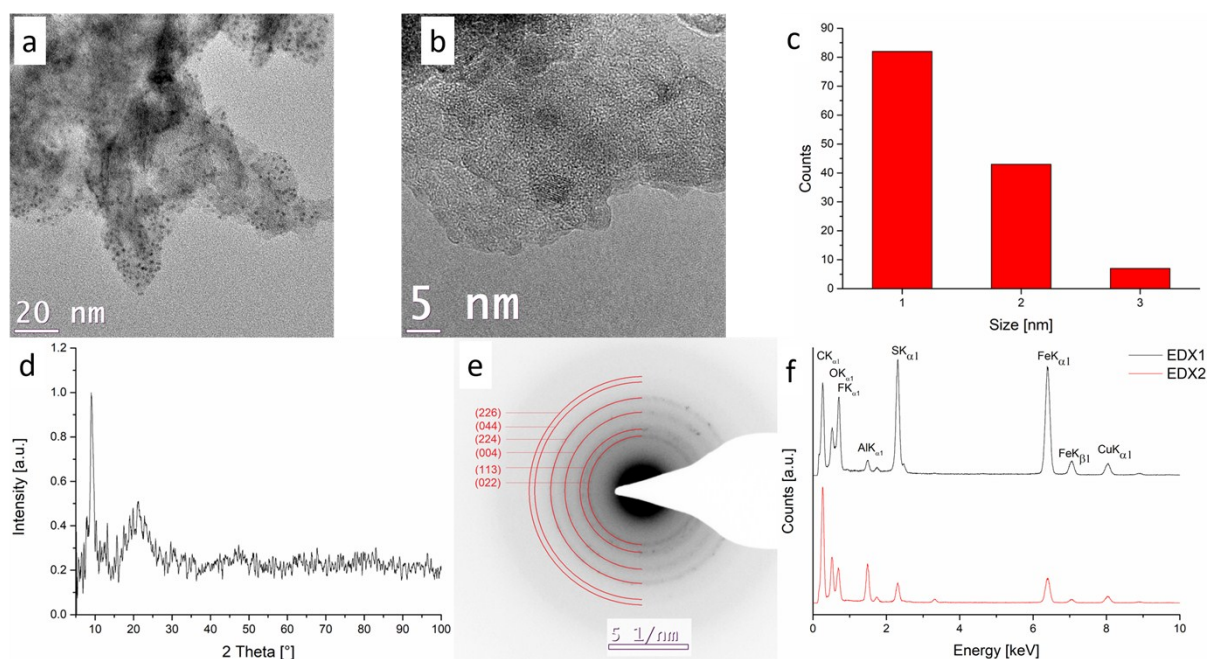 a
20 nm
b
5 nm
c
90
80
70
60
50
40
30
20
10
0
Counts
1
2
3
Size [nm]
d
1.2
1.0
0.8
0.6
0.4
0.2
0.0
Intensity [a.u.]
10
20
30
40
50
60
70
80
90
100
2 Theta [°]
e
(226)
(044)
(224)
(004)
(113)
(022)
5 1/nm
f
CKα1
OKα1
FKα1
AlKα1
SKα1
FeKα1
FeKβ1
CuKα1
EDX1
EDX2
Counts [a.u.]
0
2
4
6
8
10
Energy [keV]